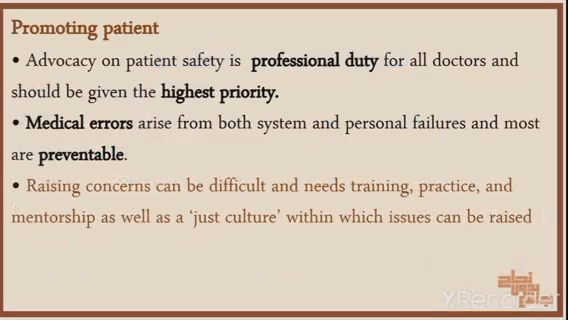 Promoting patient
• Advocacy on patient safety is professional duty for all doctors and
should be given the highest priority.
• Medical errors arise from both system and personal failures and most
are preventable.
• Raising concerns can be difficult and needs training, practice, and
mentorship as well as a ‘just culture’ within which issues can be raised